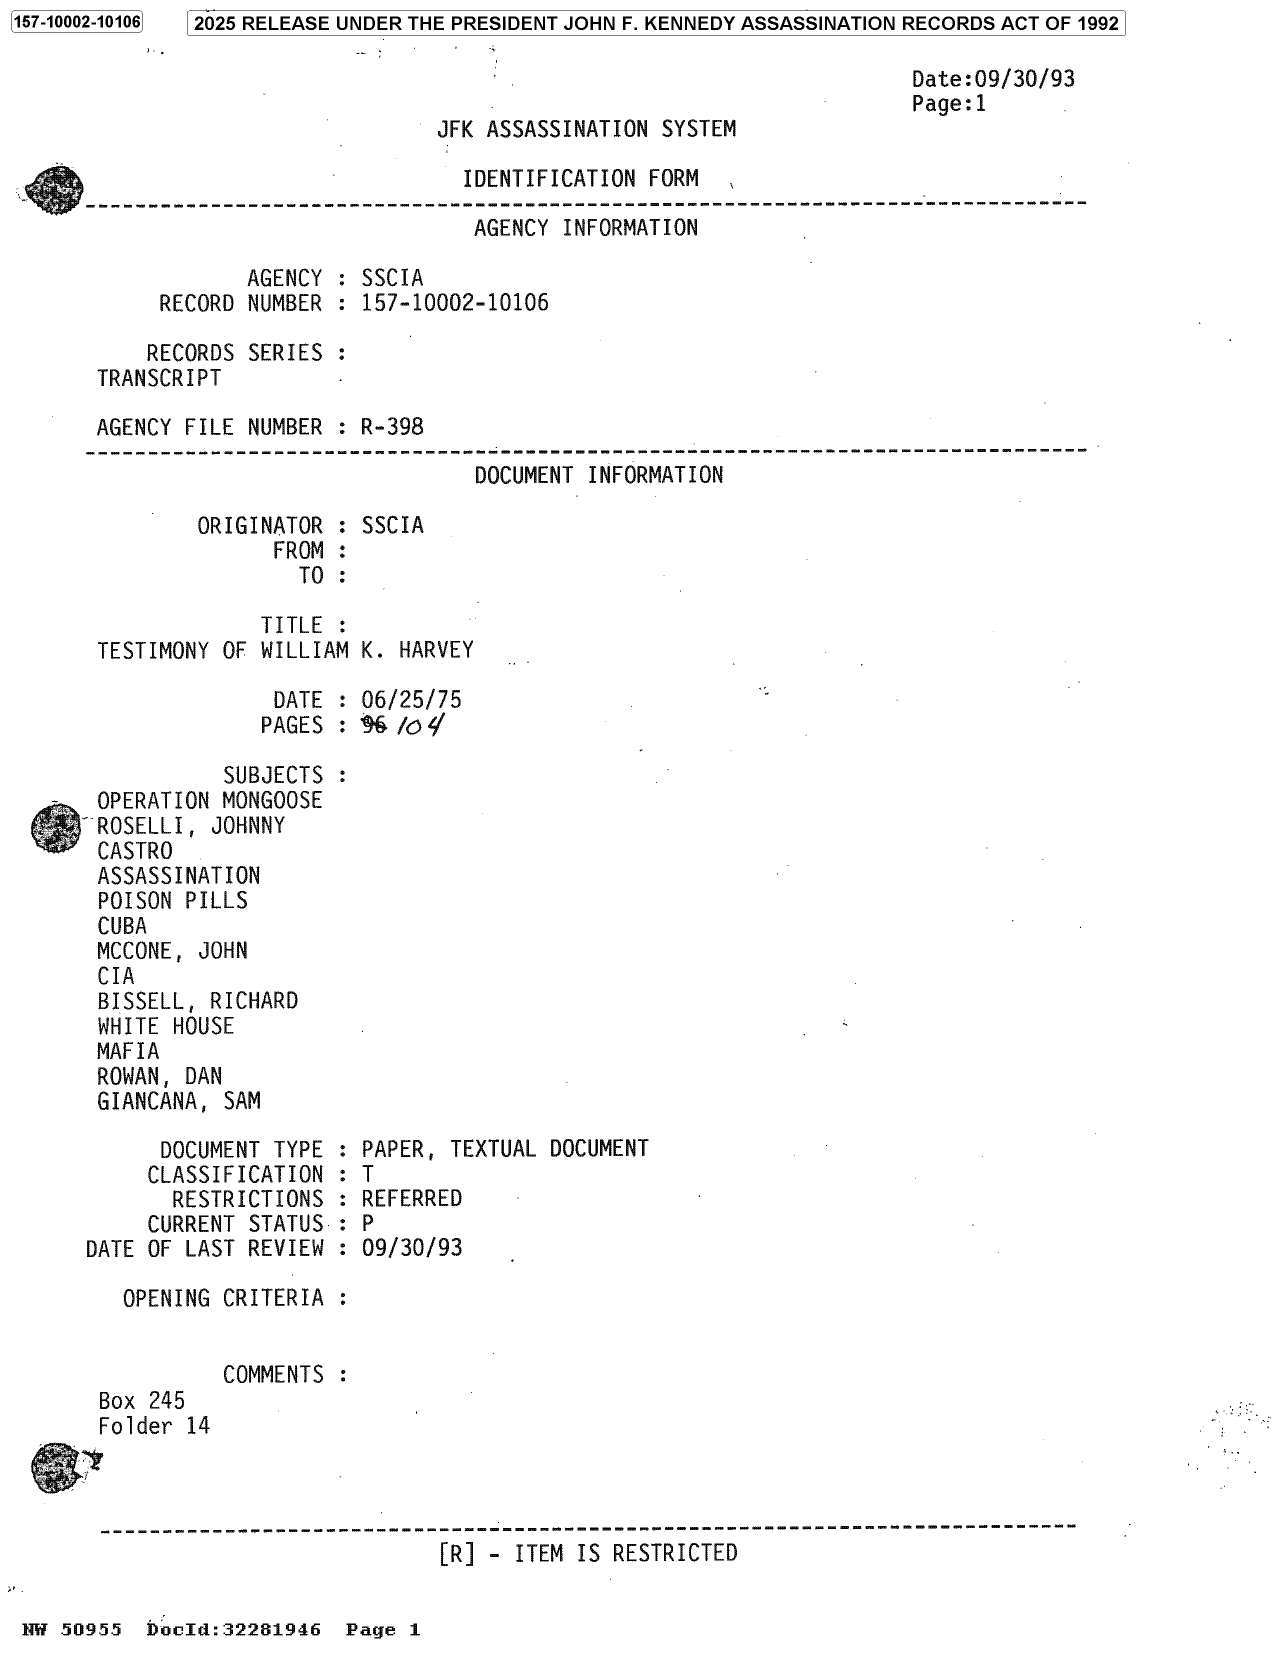 157-10002-10106
2025 RELEASE UNDER THE PRESIDENT JOHN F. KENNEDY ASSASSINATION RECORDS ACT OF 1992
Date:09/30/93
Page:1
JFK ASSASSINATION SYSTEM
IDENTIFICATION FORM
AGENCY INFORMATION
AGENCY : SSCIA
RECORD NUMBER : 157-10002-10106
RECORDS SERIES :
TRANSCRIPT
AGENCY FILE NUMBER : R-398
DOCUMENT INFORMATION
ORIGINATOR : SSCIA
FROM :
TO :
TITLE :
TESTIMONY OF WILLIAM K. HARVEY
DATE : 06/25/75
PAGES : 96 104
SUBJECTS :
OPERATION MONGOOSE
ROSELLI, JOHNNY
CASTRO
ASSASSINATION
POISON PILLS
CUBA
MCCONE, JOHN
CIA
BISSELL, RICHARD
WHITE HOUSE
MAFIA
ROWAN, DAN
GIANCANA, SAM
DOCUMENT TYPE : PAPER, TEXTUAL DOCUMENT
CLASSIFICATION : T
RESTRICTIONS : REFERRED
CURRENT STATUS : P
DATE OF LAST REVIEW : 09/30/93
OPENING CRITERIA :
COMMENTS :
Box 245
Folder 14
[R] - ITEM IS RESTRICTED
NW 50955 DocId:32281946 Page 1